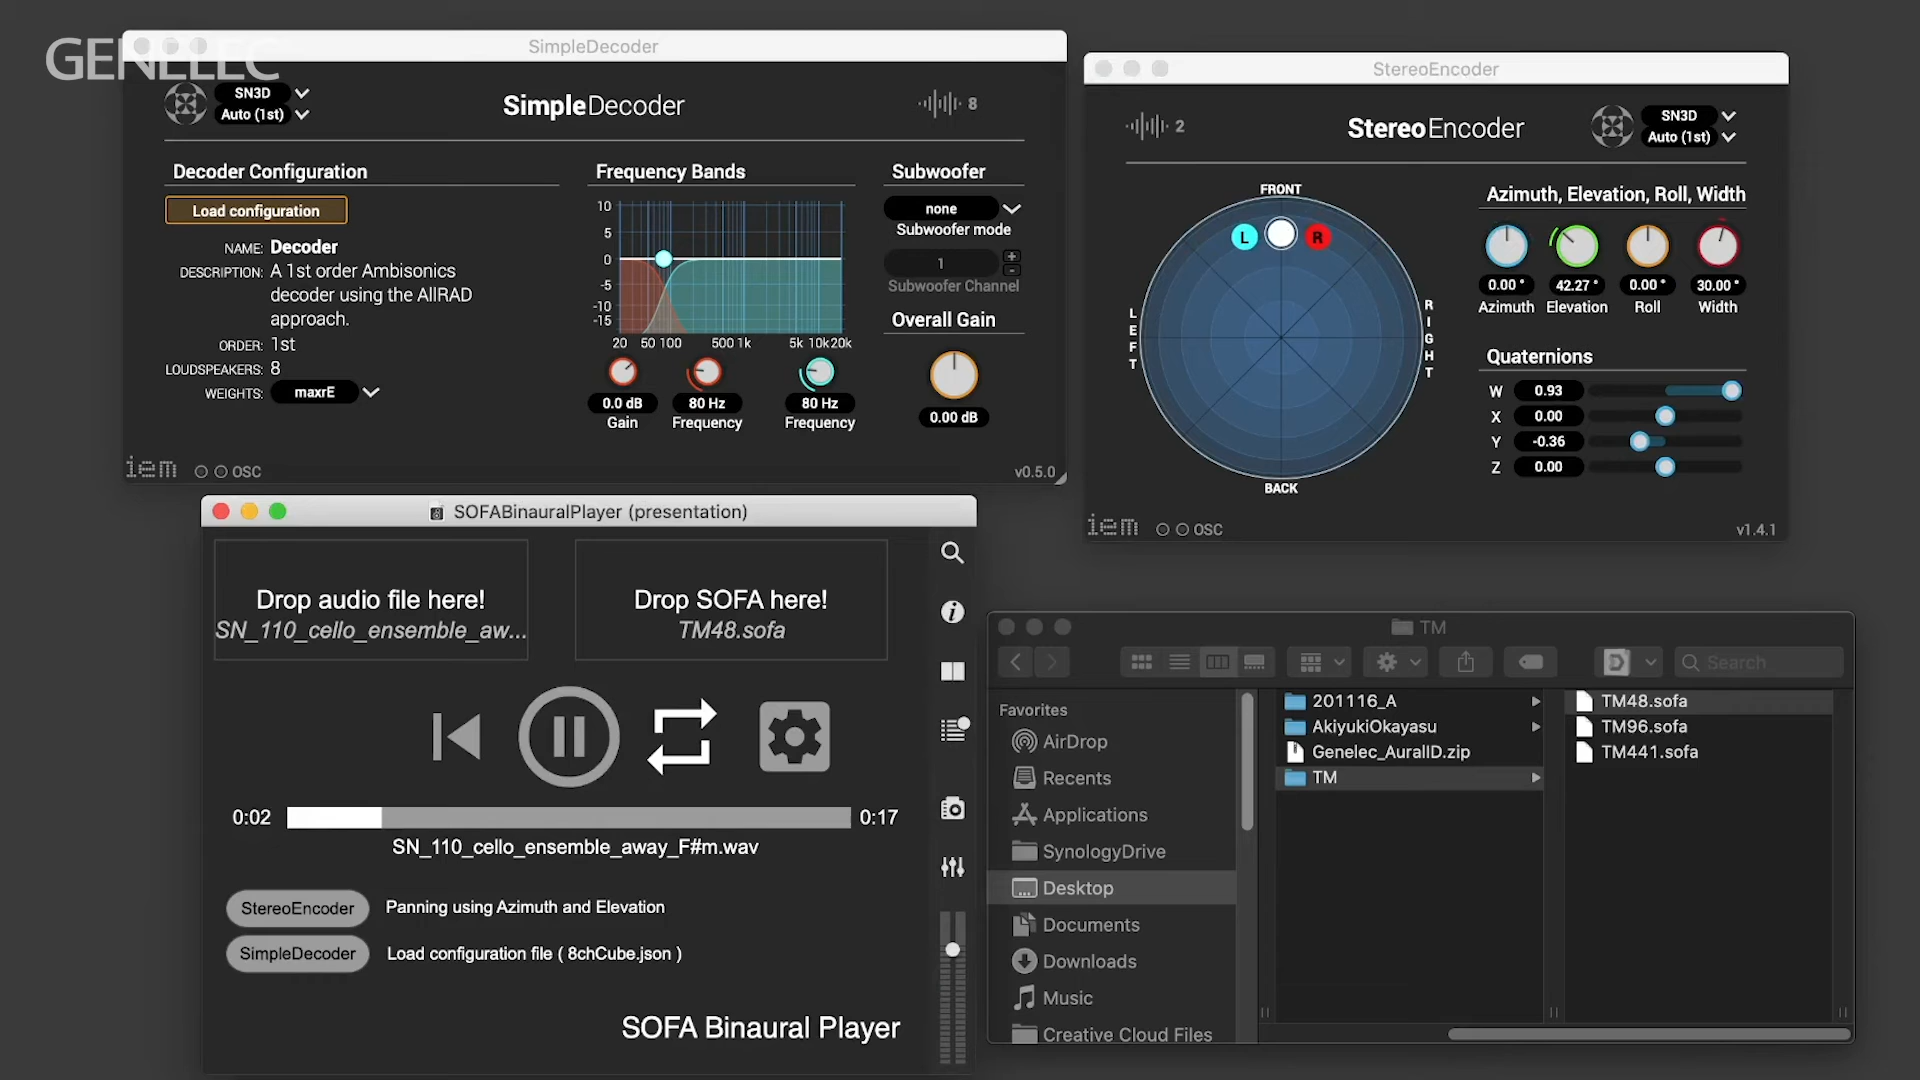 GENELEC
SimpleDecoder
SN3D
Auto (1st)
SimpleDecoder
8
Decoder Configuration
Load configuration
NAME: Decoder
DESCRIPTION: A 1st order Ambisonics
decoder using the AllRAD
approach.
ORDER: 1st
LOUDSPEAKERS: 8
WEIGHTS: maxrE
Frequency Bands
10
5
0
-5
-10
-15
20 50 100 500 1k 5k 10k20k
0.0 dB 80 Hz 80 Hz
Gain Frequency Frequency
Subwoofer
none
Subwoofer mode
1
+
-
Subwoofer Channel
Overall Gain
0.00 dB
iem OSC
v0.5.0
StereoEncoder
2
StereoEncoder
SN3D
Auto (1st)
FRONT
L R
LEFT
RIGHT
BACK
Azimuth, Elevation, Roll, Width
0.00 ° 42.27 ° 0.00 ° 30.00 °
Azimuth Elevation Roll Width
Quaternions
W 0.93
X 0.00
Y -0.36
Z 0.00
iem OSC
v1.4.1
SOFABinauralPlayer (presentation)
Drop audio file here!
SN_110_cello_ensemble_aw...
Drop SOFA here!
TM48.sofa
0:02 0:17
SN_110_cello_ensemble_away_F#m.wav
StereoEncoder Panning using Azimuth and Elevation
SimpleDecoder Load configuration file ( 8chCube.json )
SOFA Binaural Player
TM
Search
Favorites
AirDrop
Recents
Applications
SynologyDrive
Desktop
Documents
Downloads
Music
Creative Cloud Files
201116_A
AkiyukiOkayasu
Genelec_AuralID.zip
TM
TM48.sofa
TM96.sofa
TM441.sofa